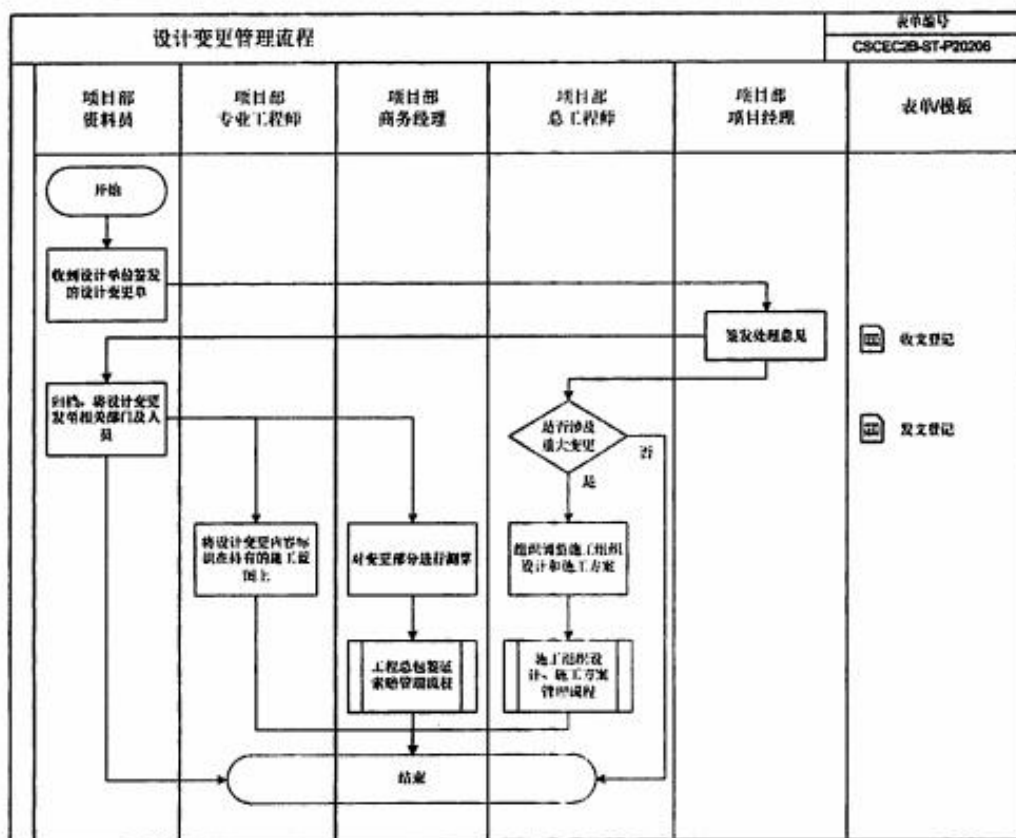 设计变更管理流程
表单编号
CSCEC2B-ST-P20206
项目部
资料员
项目部
专业工程师
项目部
商务经理
项目部
总工程师
项目部
项目经理
表单/模板
开始
收到设计单位签发
的设计变更单
签发处理意见
收文登记
归档，将设计变更
发至相关部门及人
员
是否涉及
重大变更
否
是
发文登记
将设计变更内容标
识在持有的施工蓝
图上
对变更部分进行测算
组织调整施工组织
设计和施工方案
工程总包签证
索赔管理流程
施工组织设
计、施工方案
管理流程
结束